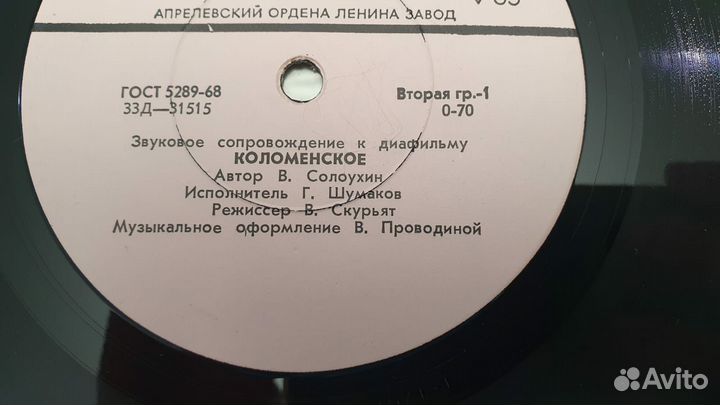 АПРЕЛЕВСКИЙ ОРДЕНА ЛЕНИНА ЗАВОД
ГОСТ 5289-68
33Д—31515
Вторая гр.-1
0-70
Звуковое сопровождение к диафильму
КОЛОМЕНСКОЕ
Автор В. Солоухин
Исполнитель Г. Шумаков
Режиссер В. Скурьят
Музыкальное оформление В. Проводиной
Avito